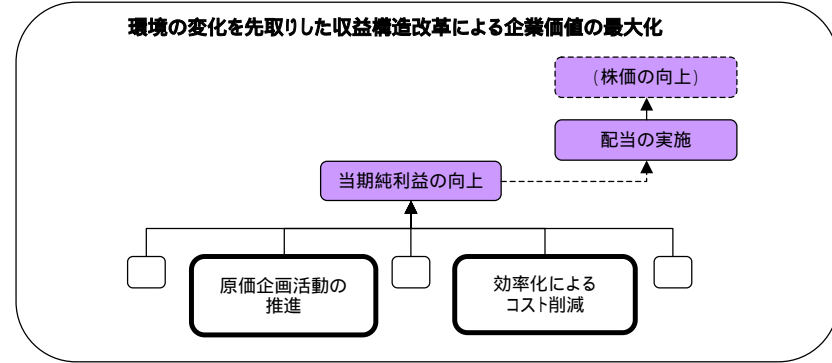 環境の変化を先取りした収益構造改革による企業価値の最大化
(株価の向上)
配当の実施
当期純利益の向上
原価企画活動の
推進
効率化による
コスト削減